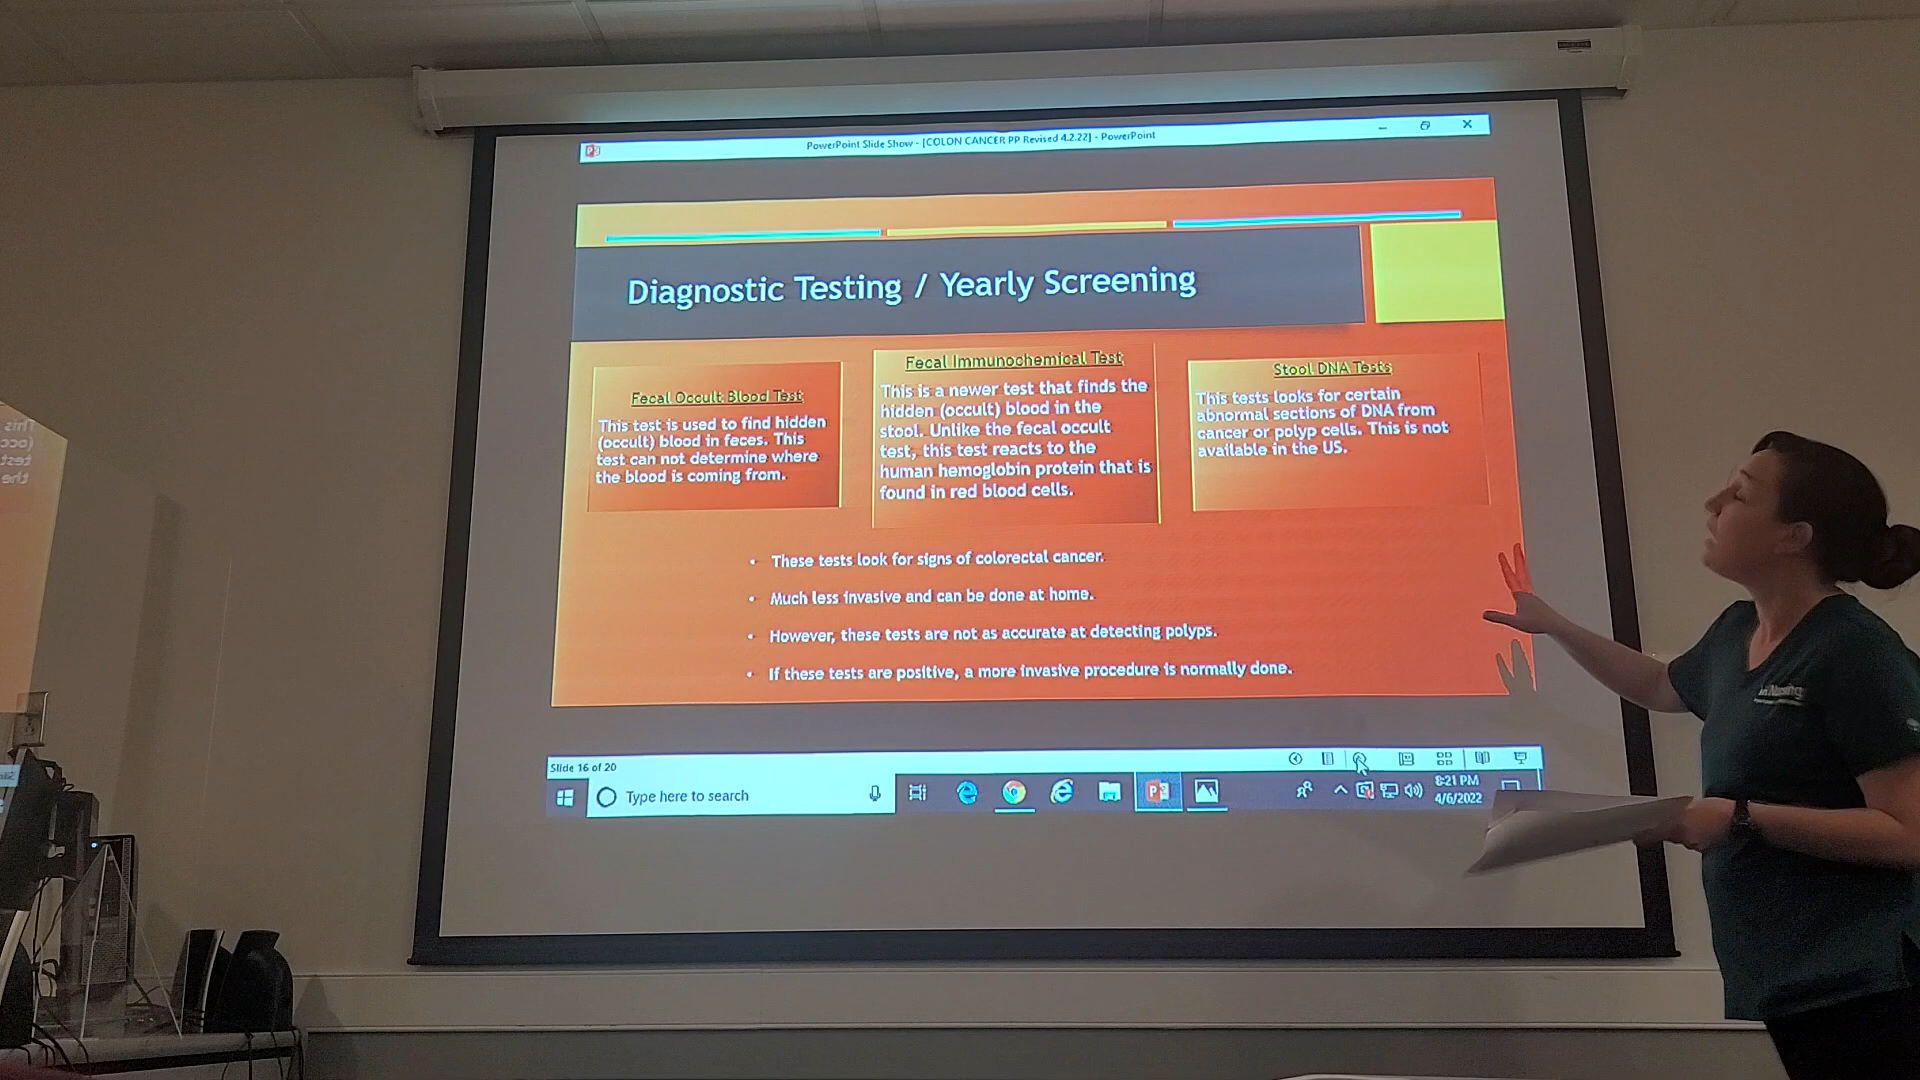 PowerPoint Slide Show - [COLON CANCER PP Revised 4.2.22] - PowerPoint
Diagnostic Testing / Yearly Screening
Fecal Occult Blood Test
This test is used to find hidden
(occult) blood in feces. This
test can not determine where
the blood is coming from.
Fecal Immunochemical Test
This is a newer test that finds the
hidden (occult) blood in the
stool. Unlike the fecal occult
test, this test reacts to the
human hemoglobin protein that is
found in red blood cells.
Stool DNA Tests
This tests looks for certain
abnormal sections of DNA from
cancer or polyp cells. This is not
available in the US.
• These tests look for signs of colorectal cancer.
• Much less invasive and can be done at home.
• However, these tests are not as accurate at detecting polyps.
• If these tests are positive, a more invasive procedure is normally done.
Slide 16 of 20
Type here to search
8:21 PM
4/6/2022
in Nursing
This
(occ
test
the